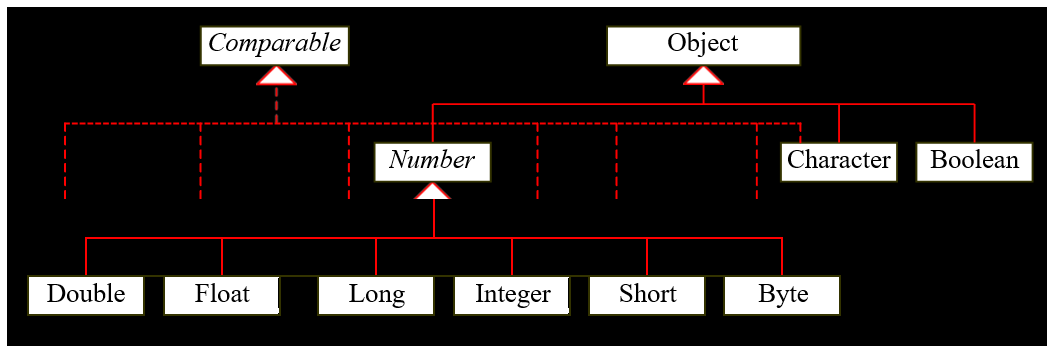 Comparable
Object
Number
Character
Boolean
Double
Float
Long
Integer
Short
Byte